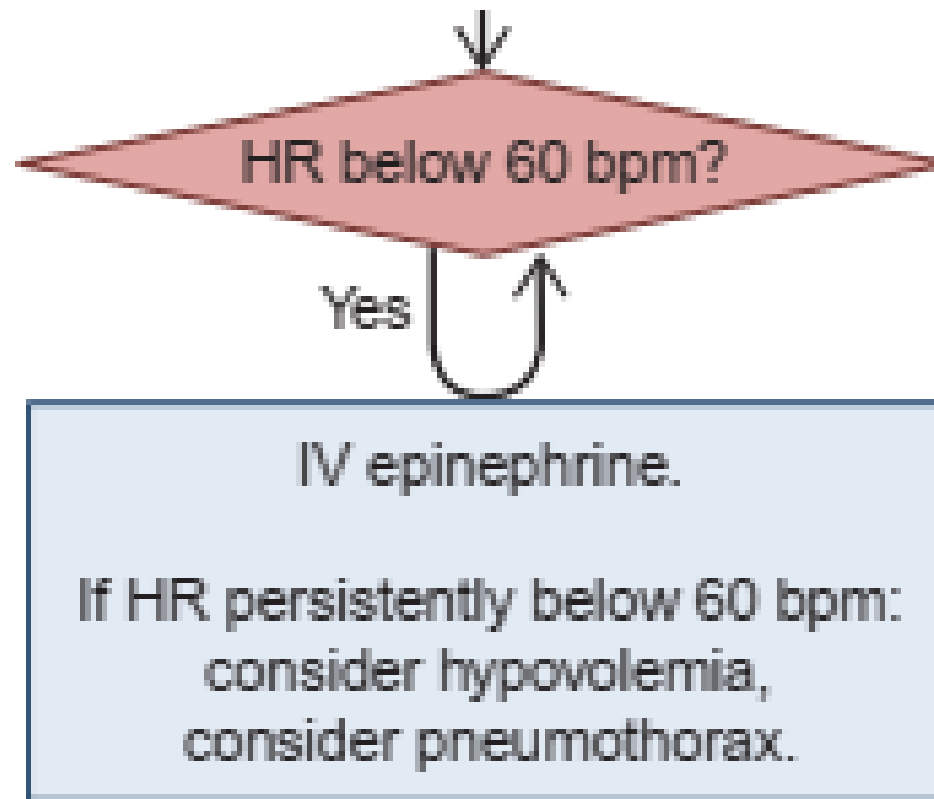 HR below 60 bpm?
Yes
IV epinephrine.
If HR persistently below 60 bpm:
consider hypovolemia,
consider pneumothorax.